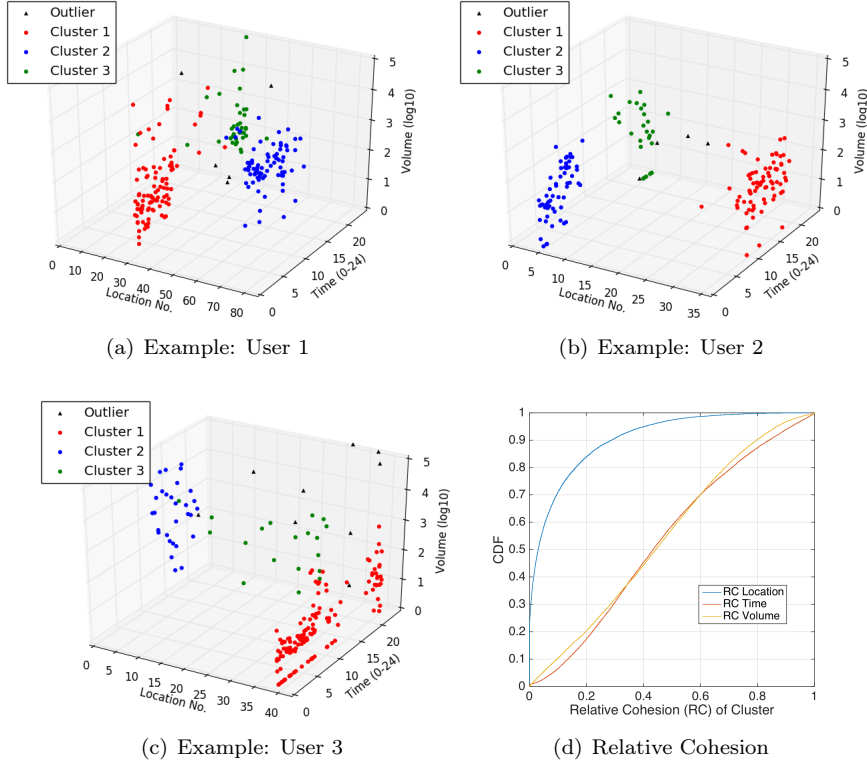 Outlier
Cluster 1
Cluster 2
Cluster 3
5
4
3
2
1
0
Volume (log10)
0
10
20
30
40
50
60
70
80
Location No.
0
5
10
15
20
Time (0-24)
(a) Example: User 1
Outlier
Cluster 1
Cluster 2
Cluster 3
5
4
3
2
1
0
Volume (log10)
0
5
10
15
20
25
30
35
Location No.
0
5
10
15
20
Time (0-24)
(b) Example: User 2
Outlier
Cluster 1
Cluster 2
Cluster 3
5
4
3
2
1
0
Volume (log10)
0
5
10
15
20
25
30
35
40
Location No.
0
5
10
15
20
Time (0-24)
(c) Example: User 3
1
0.9
0.8
0.7
0.6
0.5
0.4
0.3
0.2
0.1
0
CDF
RC Location
RC Time
RC Volume
0
0.2
0.4
0.6
0.8
1
Relative Cohesion (RC) of Cluster
(d) Relative Cohesion